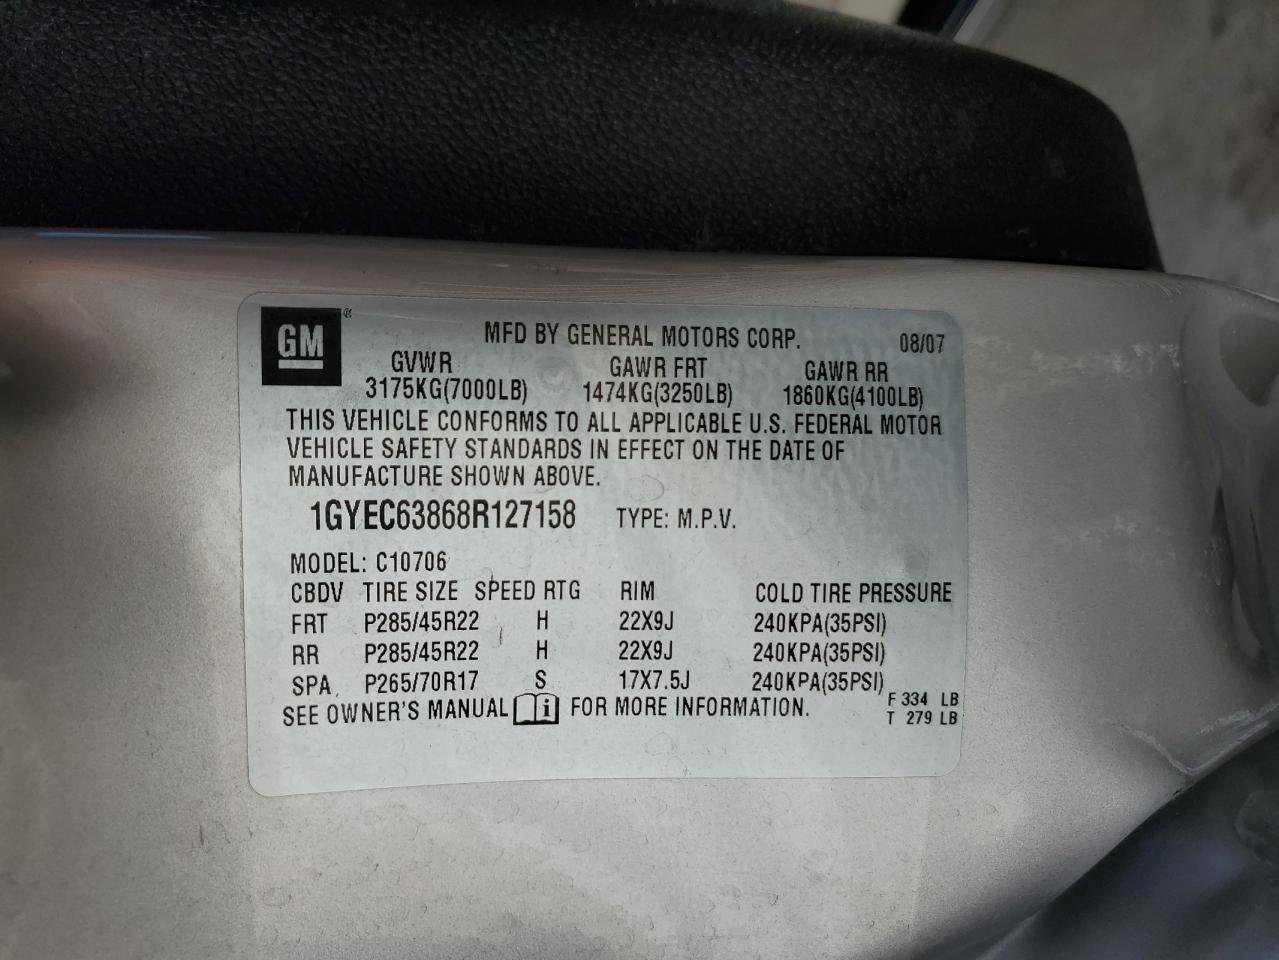 GM®
MFD BY GENERAL MOTORS CORP. 08/07
GVWR GAWR FRT GAWR RR
3175KG(7000LB) 1474KG(3250LB) 1860KG(4100LB)
THIS VEHICLE CONFORMS TO ALL APPLICABLE U.S. FEDERAL MOTOR
VEHICLE SAFETY STANDARDS IN EFFECT ON THE DATE OF
MANUFACTURE SHOWN ABOVE.
1GYEC63868R127158 TYPE: M.P.V.
MODEL: C10706
CBDV TIRE SIZE SPEED RTG RIM COLD TIRE PRESSURE
FRT P285/45R22 H 22X9J 240KPA(35PSI)
RR P285/45R22 H 22X9J 240KPA(35PSI)
SPA P265/70R17 S 17X7.5J 240KPA(35PSI)
F 334 LB
SEE OWNER'S MANUAL i FOR MORE INFORMATION. T 279 LB